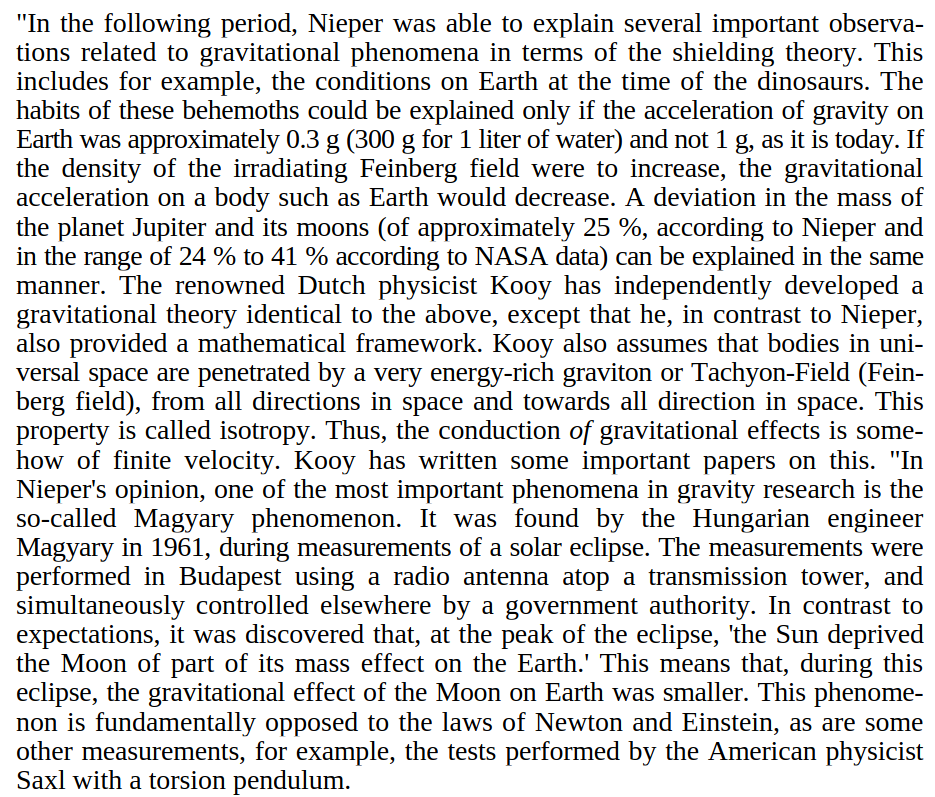 "In the following period, Nieper was able to explain several important observa-
tions related to gravitational phenomena in terms of the shielding theory. This
includes for example, the conditions on Earth at the time of the dinosaurs. The
habits of these behemoths could be explained only if the acceleration of gravity on
Earth was approximately 0.3 g (300 g for 1 liter of water) and not 1 g, as it is today. If
the density of the irradiating Feinberg field were to increase, the gravitational
acceleration on a body such as Earth would decrease. A deviation in the mass of
the planet Jupiter and its moons (of approximately 25 %, according to Nieper and
in the range of 24 % to 41 % according to NASA data) can be explained in the same
manner. The renowned Dutch physicist Kooy has independently developed a
gravitational theory identical to the above, except that he, in contrast to Nieper,
also provided a mathematical framework. Kooy also assumes that bodies in uni-
versal space are penetrated by a very energy-rich graviton or Tachyon-Field (Fein-
berg field), from all directions in space and towards all direction in space. This
property is called isotropy. Thus, the conduction of gravitational effects is some-
how of finite velocity. Kooy has written some important papers on this. "In
Nieper's opinion, one of the most important phenomena in gravity research is the
so-called Magyary phenomenon. It was found by the Hungarian engineer
Magyary in 1961, during measurements of a solar eclipse. The measurements were
performed in Budapest using a radio antenna atop a transmission tower, and
simultaneously controlled elsewhere by a government authority. In contrast to
expectations, it was discovered that, at the peak of the eclipse, 'the Sun deprived
the Moon of part of its mass effect on the Earth.' This means that, during this
eclipse, the gravitational effect of the Moon on Earth was smaller. This phenome-
non is fundamentally opposed to the laws of Newton and Einstein, as are some
other measurements, for example, the tests performed by the American physicist
Saxl with a torsion pendulum.